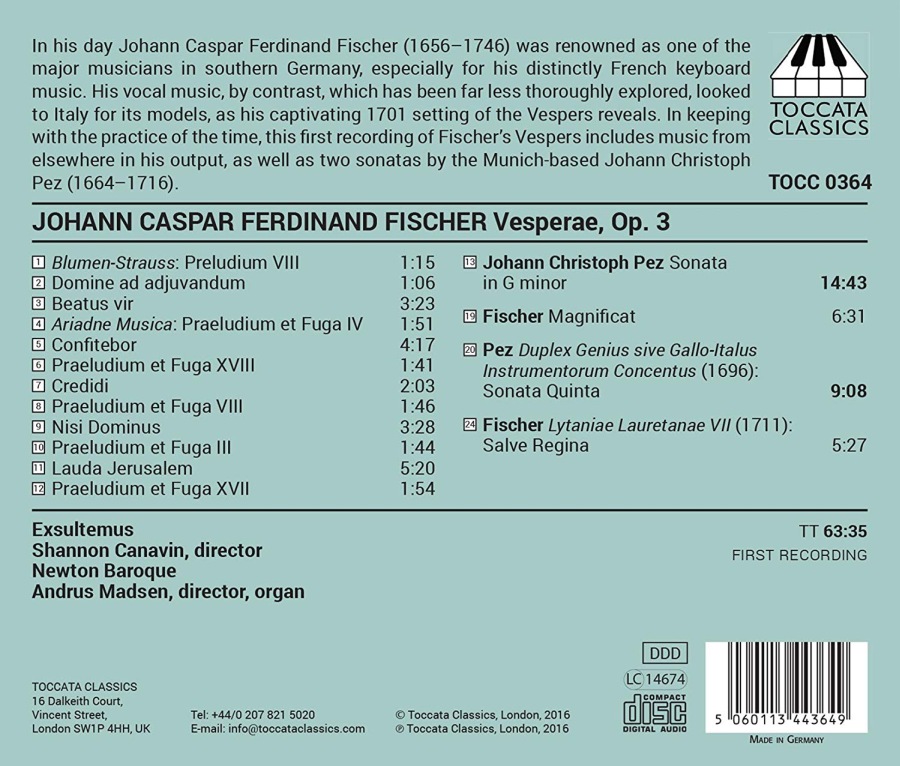 In his day Johann Caspar Ferdinand Fischer (1656–1746) was renowned as one of the
major musicians in southern Germany, especially for his distinctly French keyboard
music. His vocal music, by contrast, which has been far less thoroughly explored, looked
to Italy for its models, as his captivating 1701 setting of the Vespers reveals. In keeping
with the practice of the time, this first recording of Fischer's Vespers includes music from
elsewhere in his output, as well as two sonatas by the Munich-based Johann Christoph
Pez (1664–1716).
TOCCATA
CLASSICS
TOCC 0364
JOHANN CASPAR FERDINAND FISCHER Vesperae, Op. 3
1 Blumen-Strauss: Preludium VIII 1:15
2 Domine ad adjuvandum 1:06
3 Beatus vir 3:23
4 Ariadne Musica: Praeludium et Fuga IV 1:51
5 Confitebor 4:17
6 Praeludium et Fuga XVIII 1:41
7 Credidi 2:03
8 Praeludium et Fuga VIII 1:46
9 Nisi Dominus 3:28
10 Praeludium et Fuga III 1:44
11 Lauda Jerusalem 5:20
12 Praeludium et Fuga XVII 1:54
13 Johann Christoph Pez Sonata
in G minor 14:43
19 Fischer Magnificat 6:31
20 Pez Duplex Genius sive Gallo-Italus
Instrumentorum Concentus (1696):
Sonata Quinta 9:08
24 Fischer Lytaniae Lauretanae VII (1711):
Salve Regina 5:27
Exsultemus
Shannon Canavin, director
Newton Baroque
Andrus Madsen, director, organ
TT 63:35
FIRST RECORDING
TOCCATA CLASSICS
16 Dalkeith Court,
Vincent Street,
London SW1P 4HH, UK
Tel: +44/0 207 821 5020
E-mail: info@toccataclassics.com
© Toccata Classics, London, 2016
℗ Toccata Classics, London, 2016
DDD
LC 14674
COMPACT
disc
DIGITAL AUDIO
5 060113 443649
MADE IN GERMANY